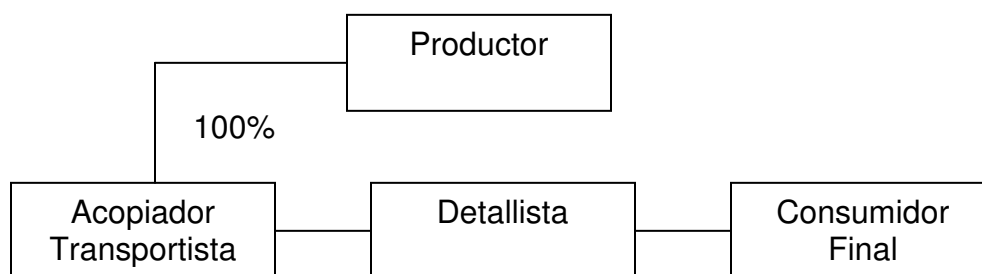 Productor
100%
Acopiador
Transportista
Detallista
Consumidor
Final